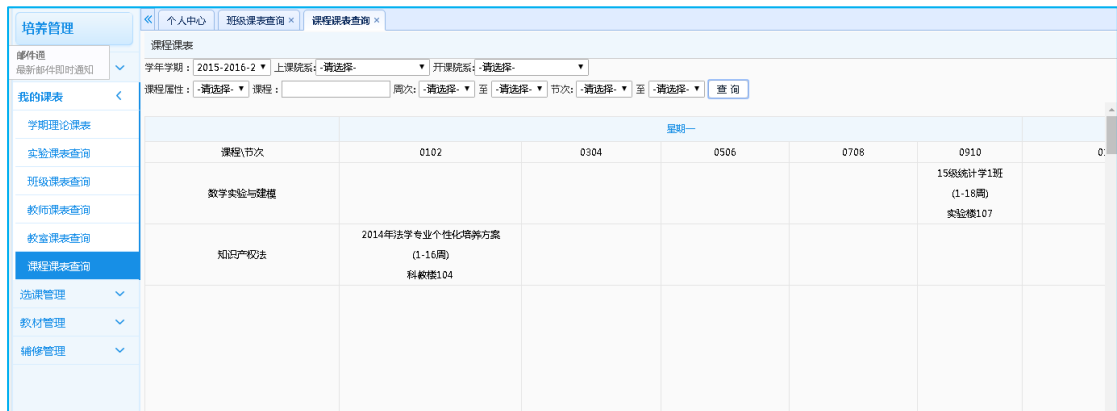 培养管理
邮件通
最新邮件即时通知
我的课表
学期理论课表
实验课表查询
班级课表查询
教师课表查询
教室课表查询
课程课表查询
选课管理
教材管理
辅修管理
个人中心 班级课表查询 × 课程课表查询 ×
课程课表
学年学期： 2015-2016-2 上课院系: -请选择- 开课院系: -请选择-
课程属性： -请选择- 课程： 周次: -请选择- 至 -请选择- 节次: -请选择- 至 -请选择- 查 询
星期一
课程\节次 0102 0304 0506 0708 0910
数学实验与建模
15级统计学1班
(1-18周)
实验楼107
知识产权法
2014年法学专业个性化培养方案
(1-16周)
科教楼104